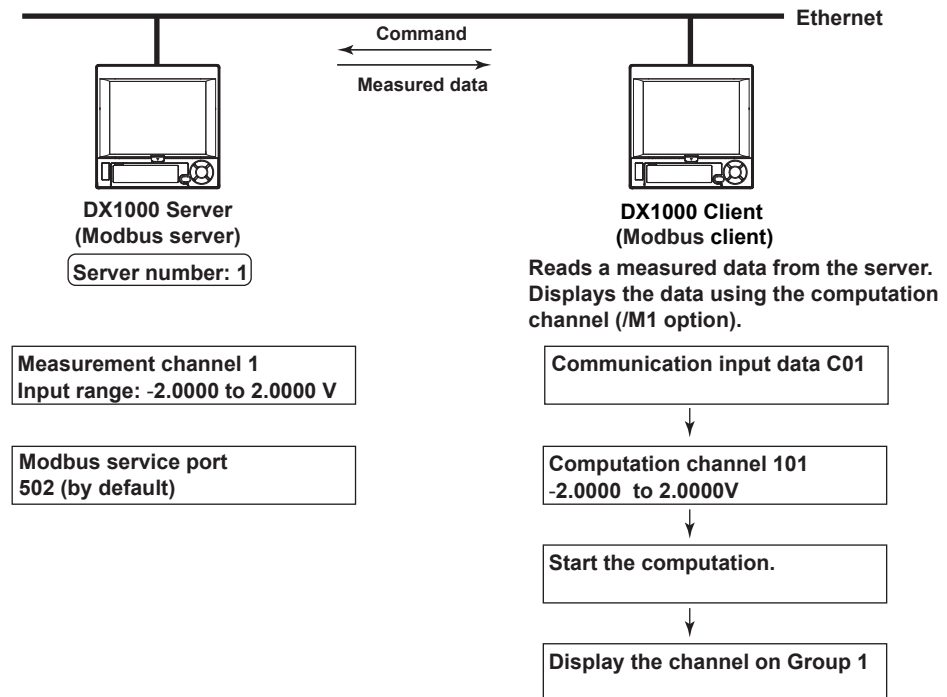 Ethernet
Command
Measured data
DX1000 Server
(Modbus server)
Server number: 1
DX1000 Client
(Modbus client)
Reads a measured data from the server.
Displays the data using the computation
channel (/M1 option).
Measurement channel 1
Input range: -2.0000 to 2.0000 V
Modbus service port
502 (by default)
Communication input data C01
Computation channel 101
-2.0000 to 2.0000V
Start the computation.
Display the channel on Group 1